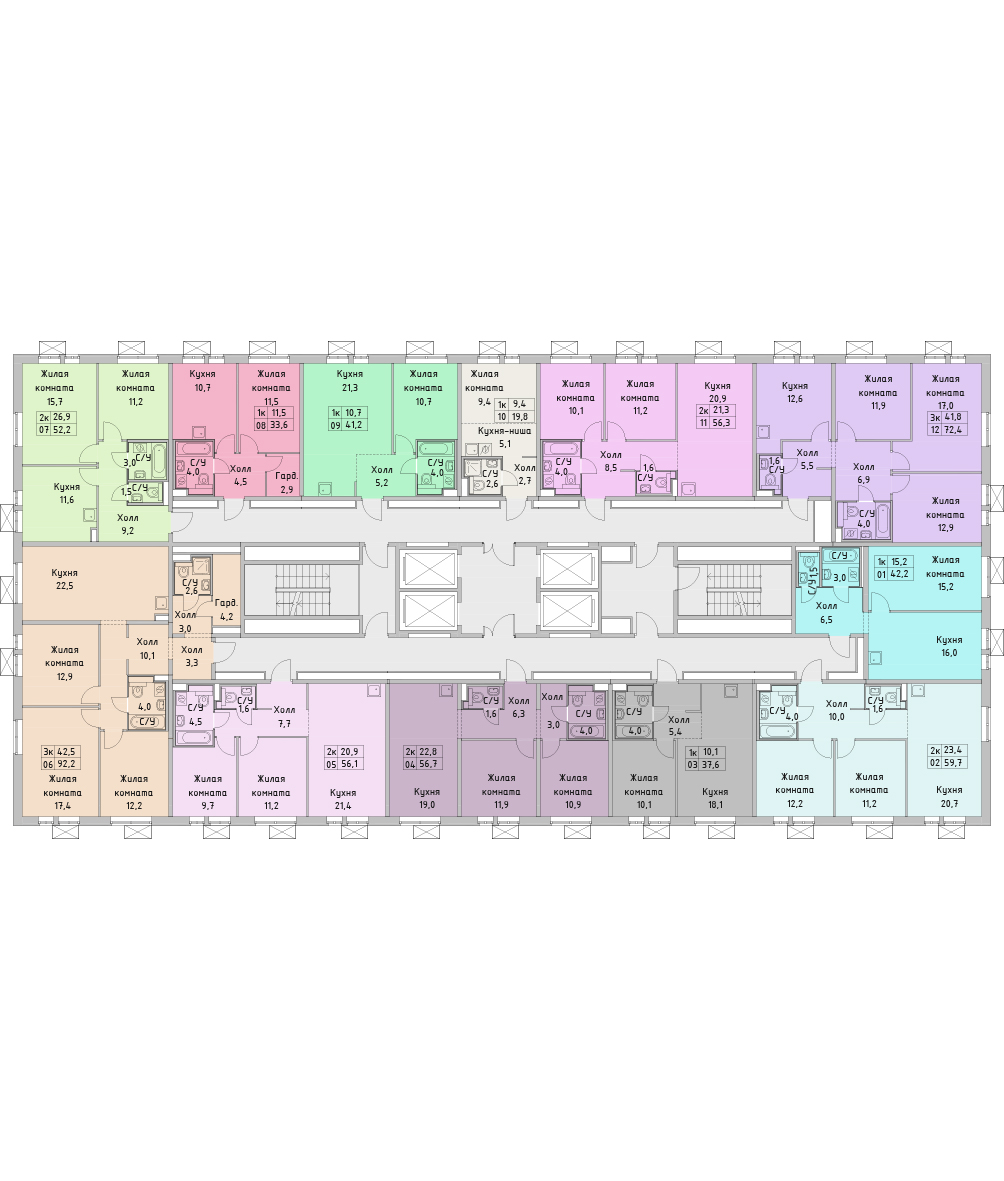 Жилая
комната
15,7
2к 26,9
07 52,2
Жилая
комната
11,2
3,0
С/У
1,5
С/У
Кухня
11,6
Холл
9,2
Кухня
10,7
С/У
4,0
Жилая
комната
11,5
1к 11,5
08 33,6
Холл
4,5
Гард.
2,9
Кухня
21,3
1к 10,7
09 41,2
Холл
5,2
Жилая
комната
10,7
С/У
4,0
Жилая
комната
9,4
1к 9,4
10 19,8
Кухня-ниша
5,1
С/У
2,6
Холл
2,7
Жилая
комната
10,1
С/У
4,0
Жилая
комната
11,2
Холл
8,5
1,6
С/У
Кухня
20,9
2к 21,3
11 56,3
Кухня
12,6
1,6
С/У
Холл
5,5
Жилая
комната
11,9
Холл
6,9
С/У
4,0
Жилая
комната
17,0
3к 41,8
12 72,4
Жилая
комната
12,9
Кухня
22,5
С/У
2,6
Гард.
4,2
Холл
3,0
Холл
10,1
Холл
3,3
Жилая
комната
12,9
4,0
С/У
3к 42,5
06 92,2
Жилая
комната
17,4
Жилая
комната
12,2
С/У
4,5
С/У
1,6
Холл
7,7
Жилая
комната
9,7
Жилая
комната
11,2
2к 20,9
05 56,1
Кухня
21,4
2к 22,8
04 56,7
Кухня
19,0
С/У
1,6
Холл
6,3
Холл
3,0
С/У
4,0
Жилая
комната
11,9
Жилая
комната
10,9
С/У
4,0
Холл
5,4
Жилая
комната
10,1
1к 10,1
03 37,6
Кухня
18,1
С/У
4,0
Холл
10,0
С/У
1,6
Жилая
комната
12,2
Жилая
комната
11,2
2к 23,4
02 59,7
Кухня
20,7
С/У
1,5
С/У
3,0
Холл
6,5
1к 15,2
01 42,2
Жилая
комната
15,2
Кухня
16,0